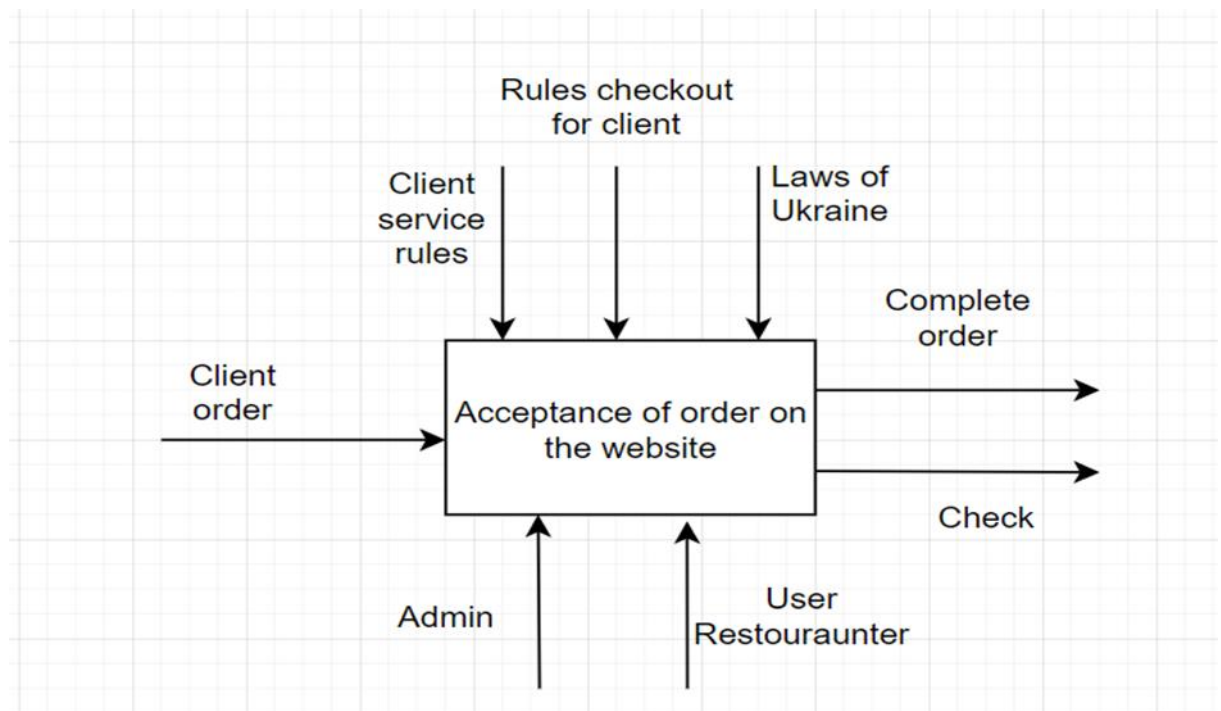 Rules checkout
for client
Client
service
rules
Laws of
Ukraine
Complete
order
Client
order
Acceptance of order on
the website
Check
Admin
User
Restouraunter